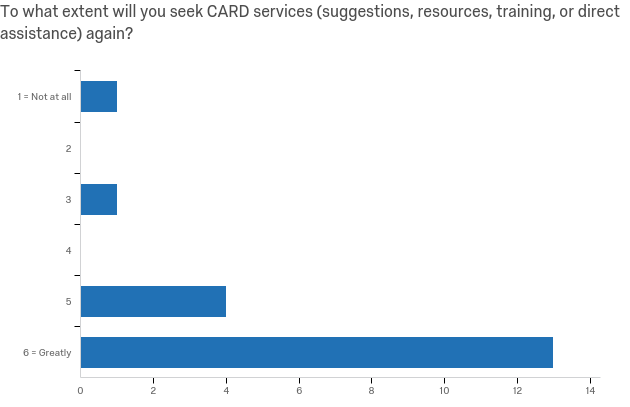 To what extent will you seek CARD services (suggestions, resources, training, or direct
assistance) again?
1 = Not at all
2
3
4
5
6 = Greatly
0 2 4 6 8 10 12 14